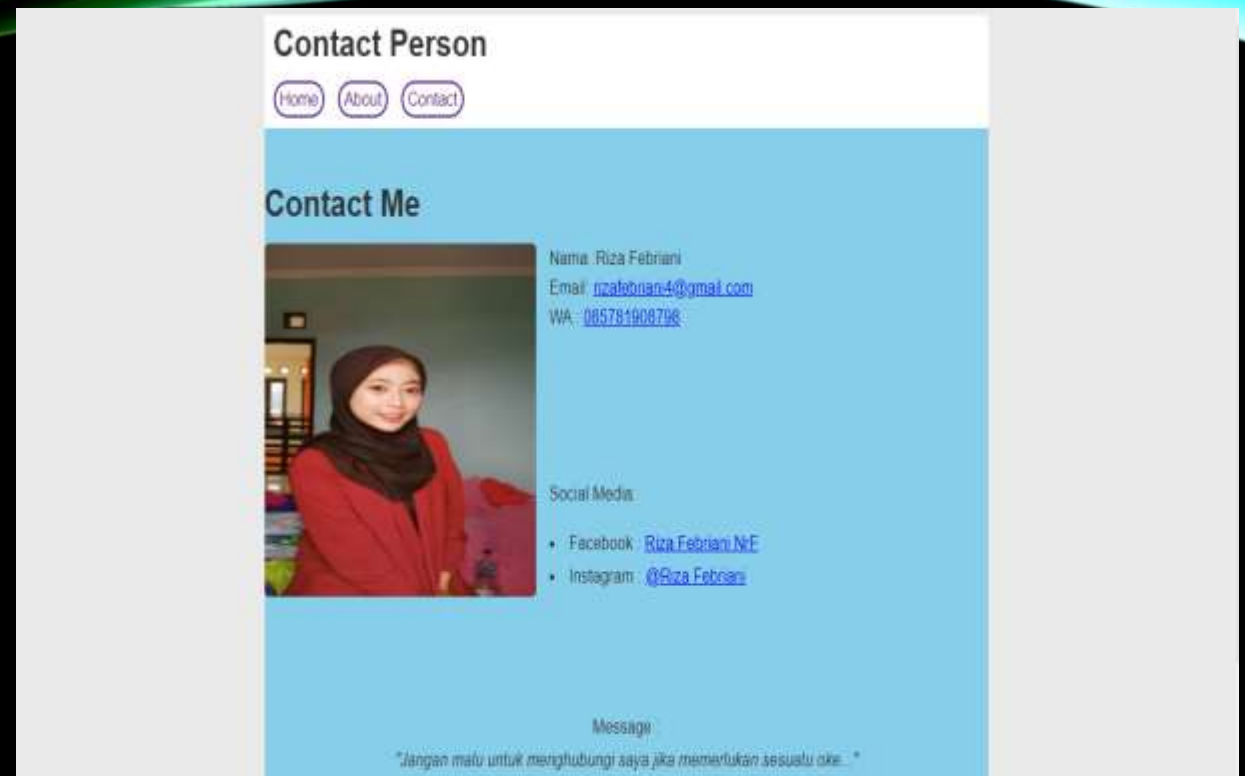 Contact Person
Home About Contact
Contact Me
Nama: Riza Febriani
Email: rizafebriani4@gmail.com
WA : 085781908798
Social Media:
• Facebook : Riza Febriani NrF
• Instagram : @Riza Febriani
Message :
"Jangan malu untuk menghubungi saya jika memerlukan sesuatu oke..."